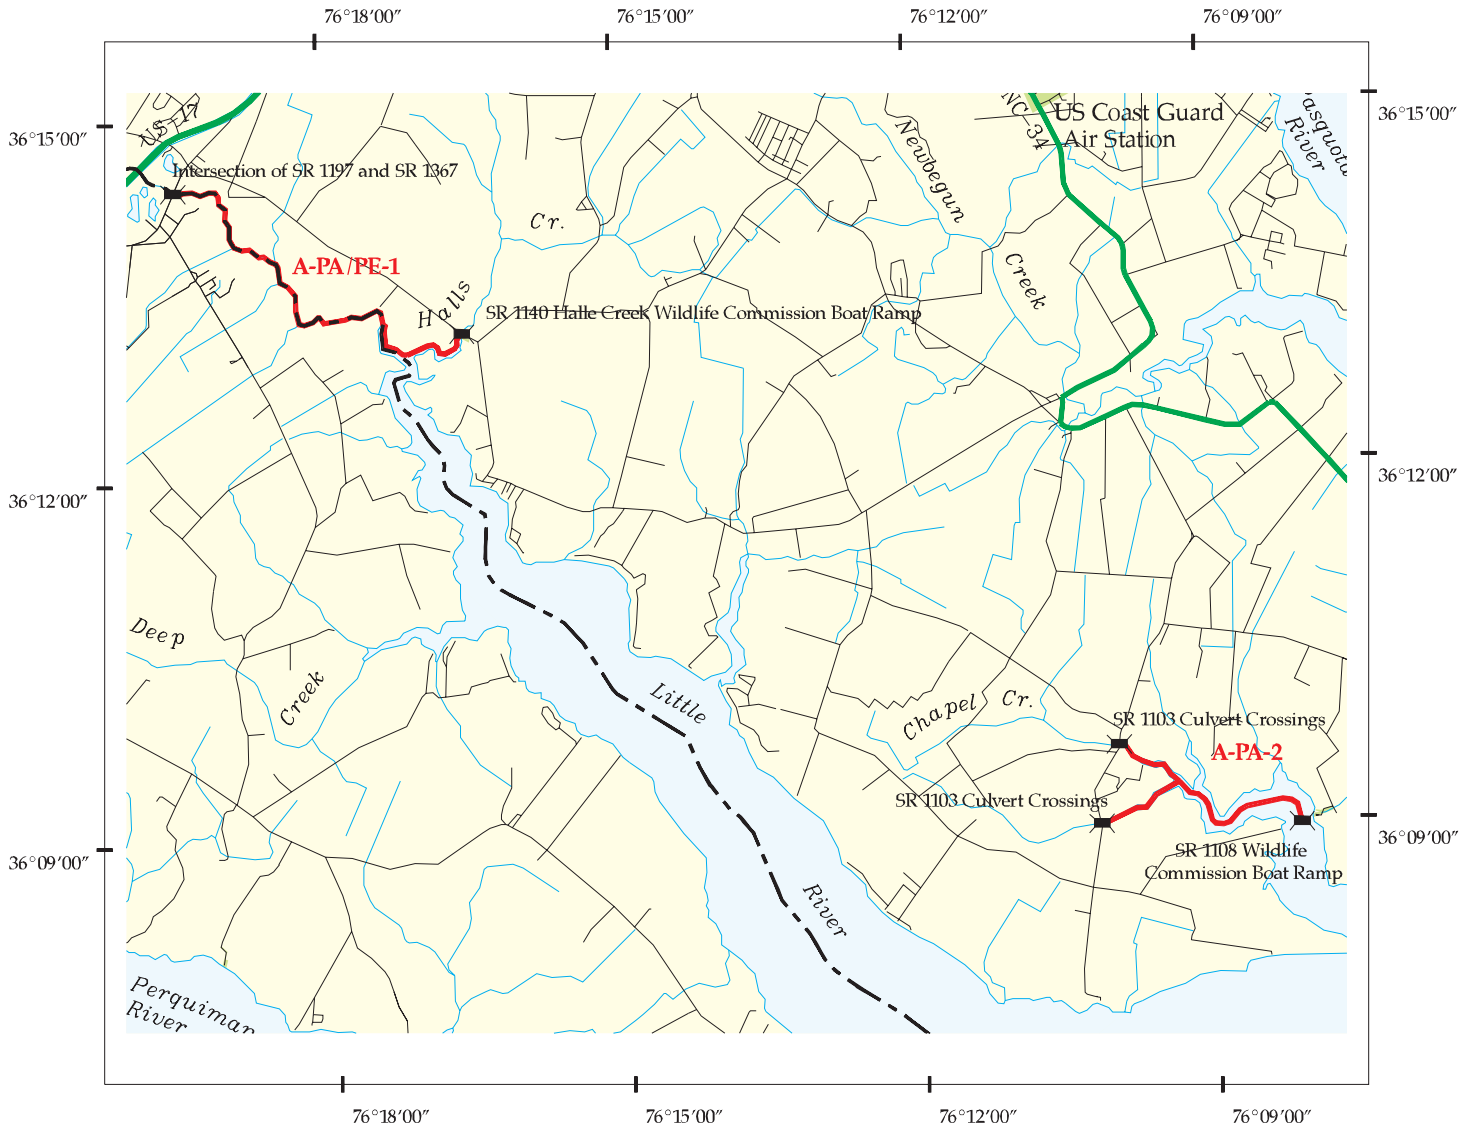 76°18′00″ 76°15′00″ 76°12′00″ 76°09′00″
36°15′00″
36°15′00″
US-17
NC-34
US Coast Guard
Air Station
River
Intersection of SR 1197 and SR 1367
Newbegun
Cr.
A-PA/PE-1
Creek
Halls
SR 1140 Halle Creek Wildlife Commission Boat Ramp
36°12′00″
36°12′00″
Deep
Creek
Little
Chapel Cr.
SR 1103 Culvert Crossings
A-PA-2
SR 1103 Culvert Crossings
36°09′00″
36°09′00″
SR 1108 Wildlife
Commission Boat Ramp
River
Perquiman
River
76°18′00″ 76°15′00″ 76°12′00″ 76°09′00″